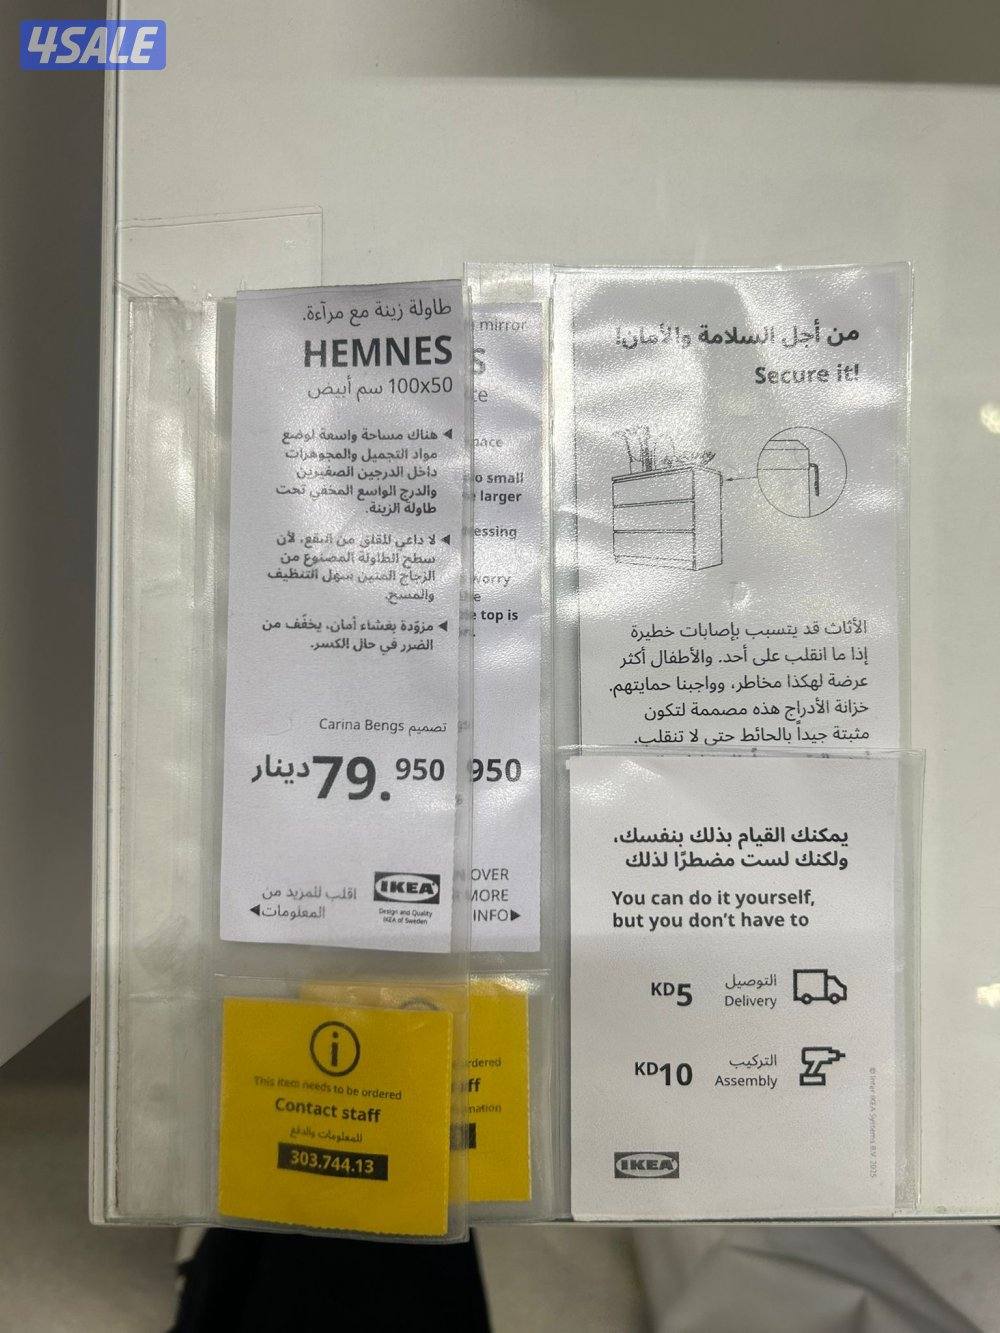 4SALE
طاولة زينة مع مرآءة.
HEMNES
100x50 سم أبيض
◀ هناك مساحة واسعة لوضع
مواد التجميل والمجوهرات
داخل الدرجين الصغيرين
والدرج الواسع المخفي تحت
طاولة الزينة.
◀ لا داعي للقلق من البقع، لأن
سطح الطاولة المصنوع من
الزجاج المتين سهل التنظيف
والمسح.
◀ مزوّدة بغشاء أمان، يخفّف من
الضرر في حال الكسر.
تصميم Carina Bengs
79.950 دينار
اقلب للمزيد من
المعلومات◀
IKEA
Design and Quality
IKEA of Sweden
mirror
S
small
larger
top is
950
OVER
MORE
INFO▶
This item needs to be ordered
Contact staff
للمعلومات والدفع
303.744.13
من أجل السلامة والأمان!
Secure it!
الأثاث قد يتسبب بإصابات خطيرة
إذا ما انقلب على أحد. والأطفال أكثر
عرضة لهكذا مخاطر، وواجبنا حمايتهم.
خزانة الأدراج هذه مصممة لتكون
مثبتة جيداً بالحائط حتى لا تنقلب.
يمكنك القيام بذلك بنفسك،
ولكنك لست مضطرًا لذلك
You can do it yourself,
but you don't have to
KD5
التوصيل
Delivery
KD10
التركيب
Assembly
IKEA
© Inter IKEA Systems B.V. 2025